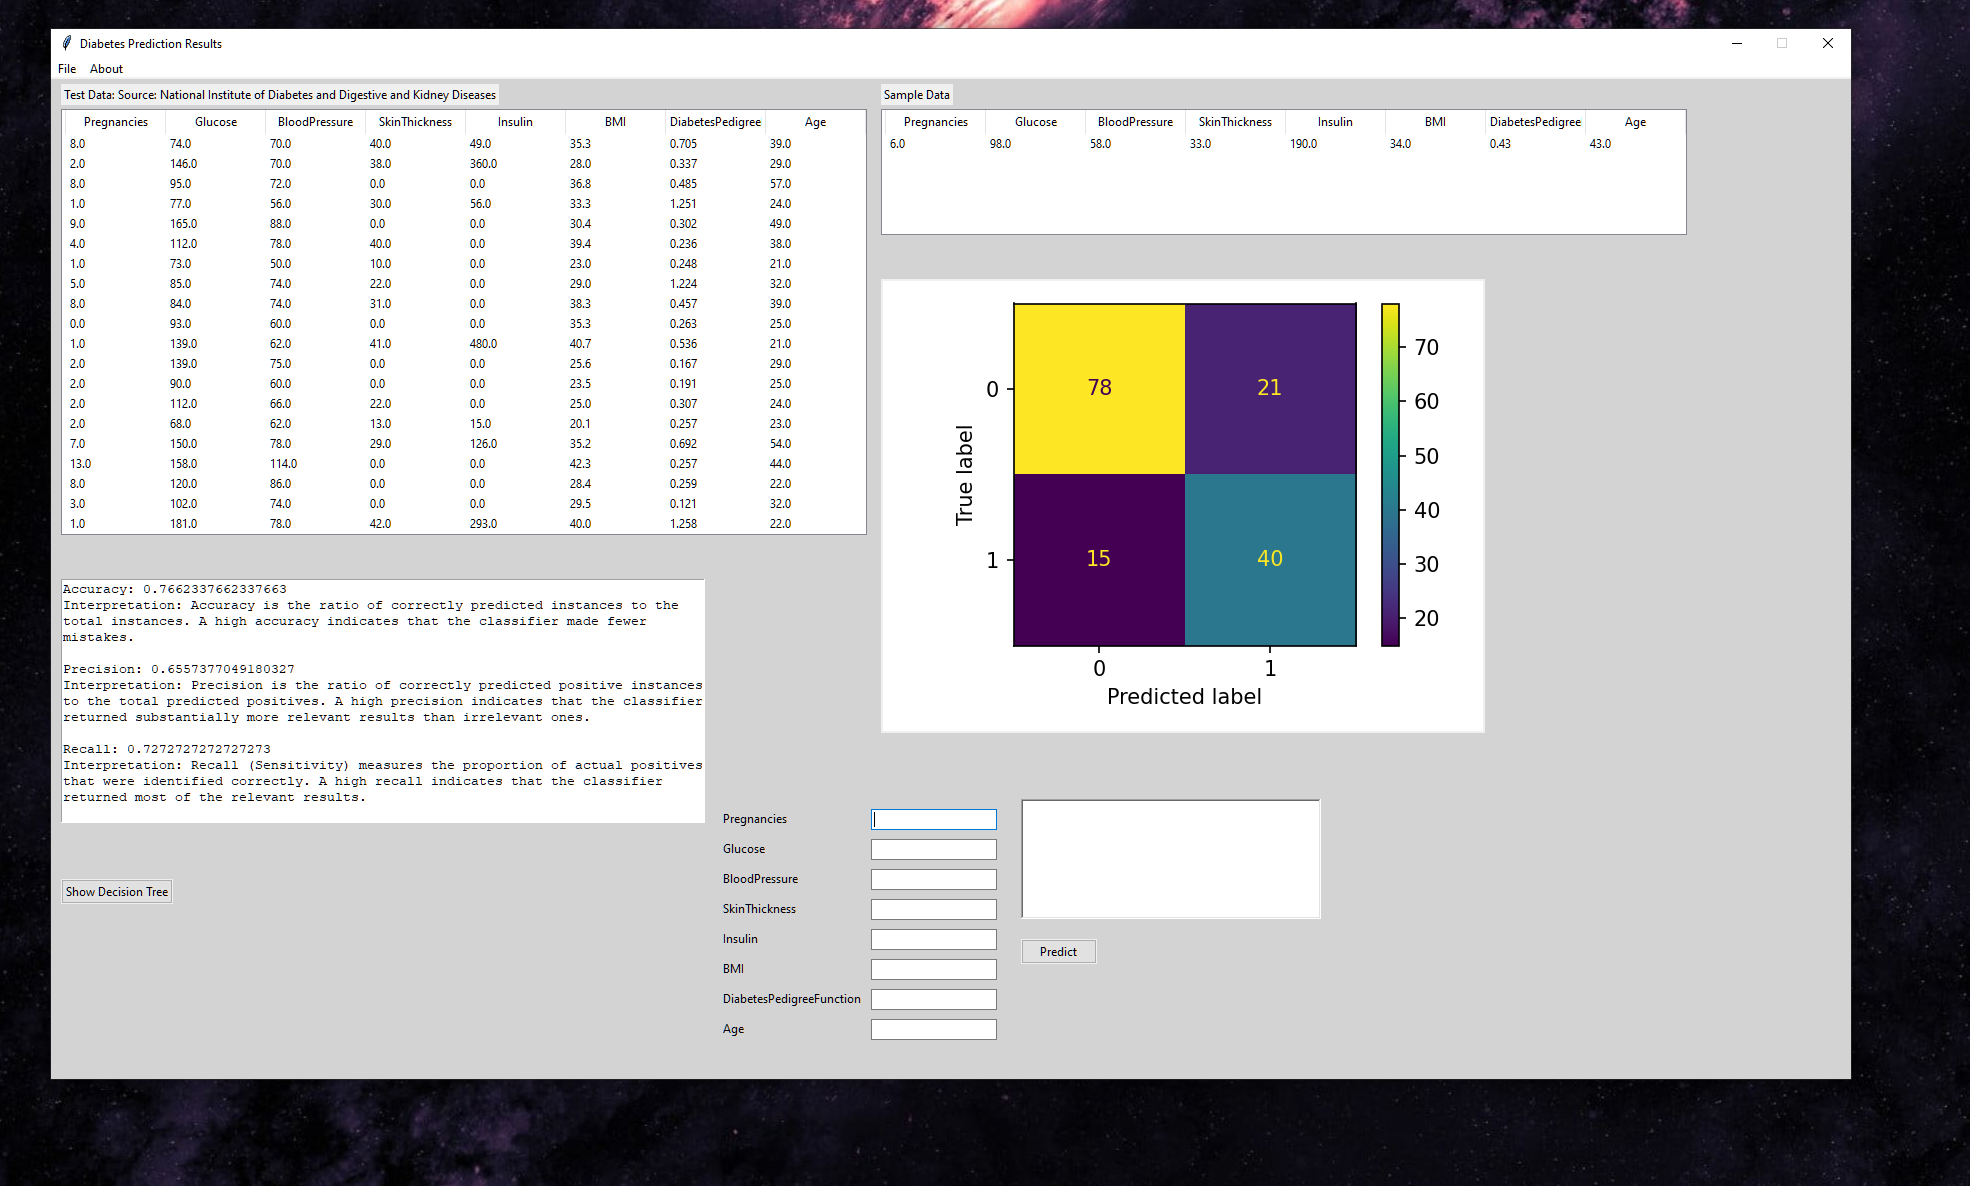 Diabetes Prediction Results
File About
Test Data: Source: National Institute of Diabetes and Digestive and Kidney Diseases
Pregnancies Glucose BloodPressure SkinThickness Insulin BMI DiabetesPedigree Age
8.0 74.0 70.0 40.0 49.0 35.3 0.705 39.0
2.0 146.0 70.0 38.0 360.0 28.0 0.337 29.0
8.0 95.0 72.0 0.0 0.0 36.8 0.485 57.0
1.0 77.0 56.0 30.0 56.0 33.3 1.251 24.0
9.0 165.0 88.0 0.0 0.0 30.4 0.302 49.0
4.0 112.0 78.0 40.0 0.0 39.4 0.236 38.0
1.0 73.0 50.0 10.0 0.0 23.0 0.248 21.0
5.0 85.0 74.0 22.0 0.0 29.0 1.224 32.0
8.0 84.0 74.0 31.0 0.0 38.3 0.457 39.0
0.0 93.0 60.0 0.0 0.0 35.3 0.263 25.0
1.0 139.0 62.0 41.0 480.0 40.7 0.536 21.0
2.0 139.0 75.0 0.0 0.0 25.6 0.167 29.0
2.0 90.0 60.0 0.0 0.0 23.5 0.191 25.0
2.0 112.0 66.0 22.0 0.0 25.0 0.307 24.0
2.0 68.0 62.0 13.0 15.0 20.1 0.257 23.0
7.0 150.0 78.0 29.0 126.0 35.2 0.692 54.0
13.0 158.0 114.0 0.0 0.0 42.3 0.257 44.0
8.0 120.0 86.0 0.0 0.0 28.4 0.259 22.0
3.0 102.0 74.0 0.0 0.0 29.5 0.121 32.0
1.0 181.0 78.0 42.0 293.0 40.0 1.258 22.0
Sample Data
Pregnancies Glucose BloodPressure SkinThickness Insulin BMI DiabetesPedigree Age
6.0 98.0 58.0 33.0 190.0 34.0 0.43 43.0
True label
0
1
78 21
15 40
0 1
Predicted label
70
60
50
40
30
20
Accuracy: 0.7662337662337663
Interpretation: Accuracy is the ratio of correctly predicted instances to the
total instances. A high accuracy indicates that the classifier made fewer
mistakes.
Precision: 0.6557377049180327
Interpretation: Precision is the ratio of correctly predicted positive instances
to the total predicted positives. A high precision indicates that the classifier
returned substantially more relevant results than irrelevant ones.
Recall: 0.7272727272727273
Interpretation: Recall (Sensitivity) measures the proportion of actual positives
that were identified correctly. A high recall indicates that the classifier
returned most of the relevant results.
Show Decision Tree
Pregnancies
Glucose
BloodPressure
SkinThickness
Insulin
BMI
DiabetesPedigreeFunction
Age
Predict